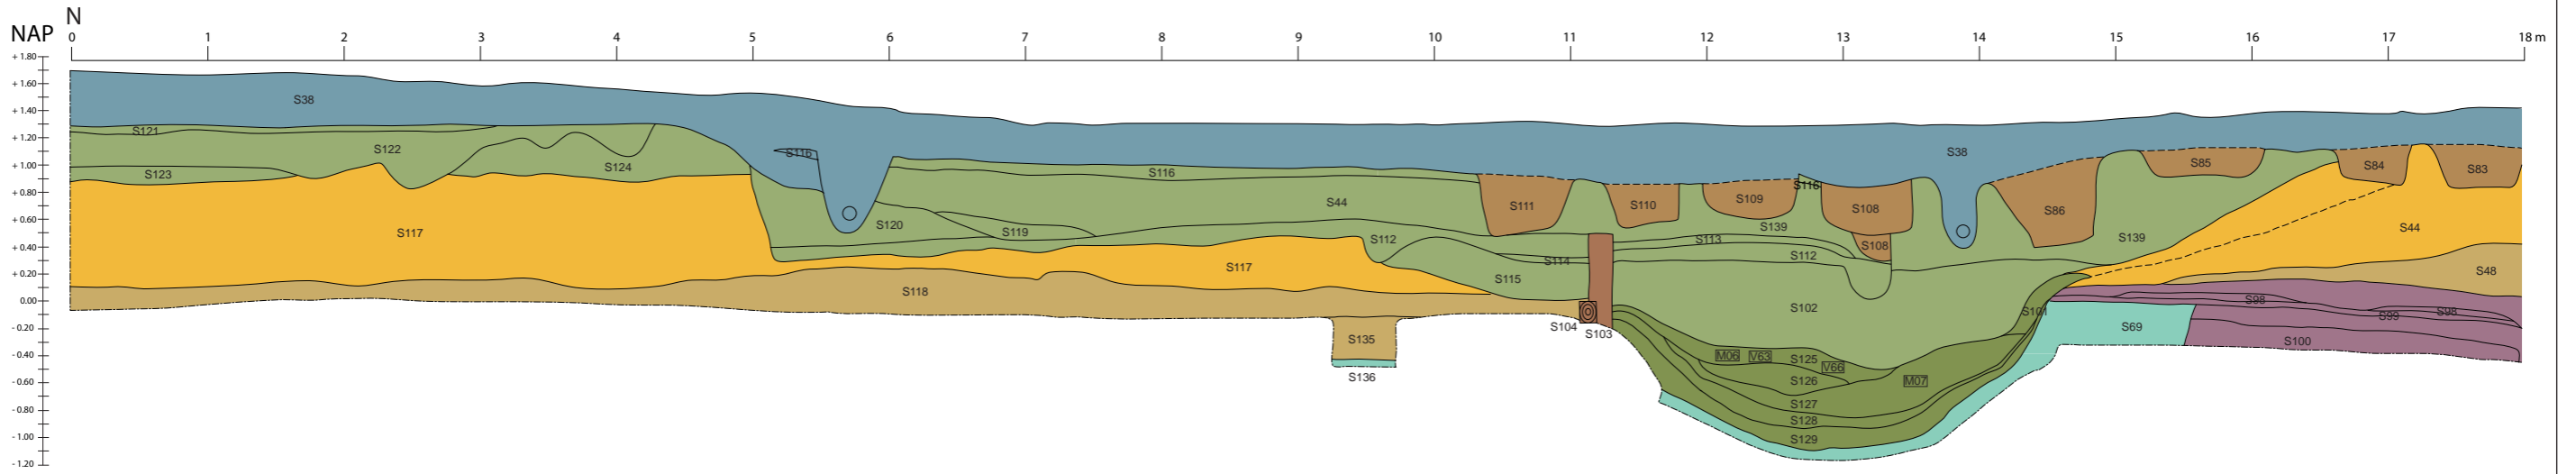 N
NAP
0 1 2 3 4 5 6 7 8 9 10 11 12 13 14 15 16 17 18 m
+ 1.80
+ 1.60
+ 1.40
+ 1.20
+ 1.00
+ 0.80
+ 0.60
+ 0.40
+ 0.20
0.00
- 0.20
- 0.40
- 0.60
- 0.80
- 1.00
- 1.20
S38
S121
S122
S123
S124
S117
S116
S120
S119
S118
S116
S44
S112
S117
S115
S114
S135
S136
S104
S103
S111
S110
S109
S116
S108
S108
S139
S113
S112
S102
M06
V63
S125
V66
S126
M07
S127
S128
S129
S101
S38
S86
S85
S84
S83
S139
S44
S48
S98
S98
S99
S69
S100